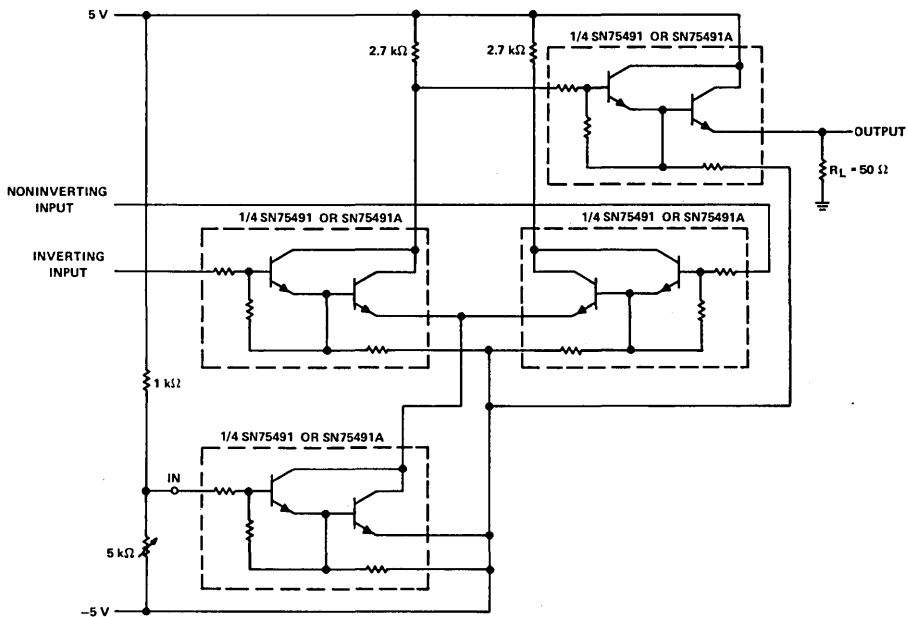 5 V
2.7 kΩ
2.7 kΩ
1/4 SN75491 OR SN75491A
OUTPUT
RL = 50 Ω
NONINVERTING
INPUT
1/4 SN75491 OR SN75491A
1/4 SN75491 OR SN75491A
INVERTING
INPUT
1 kΩ
1/4 SN75491 OR SN75491A
IN
5 kΩ
−5 V